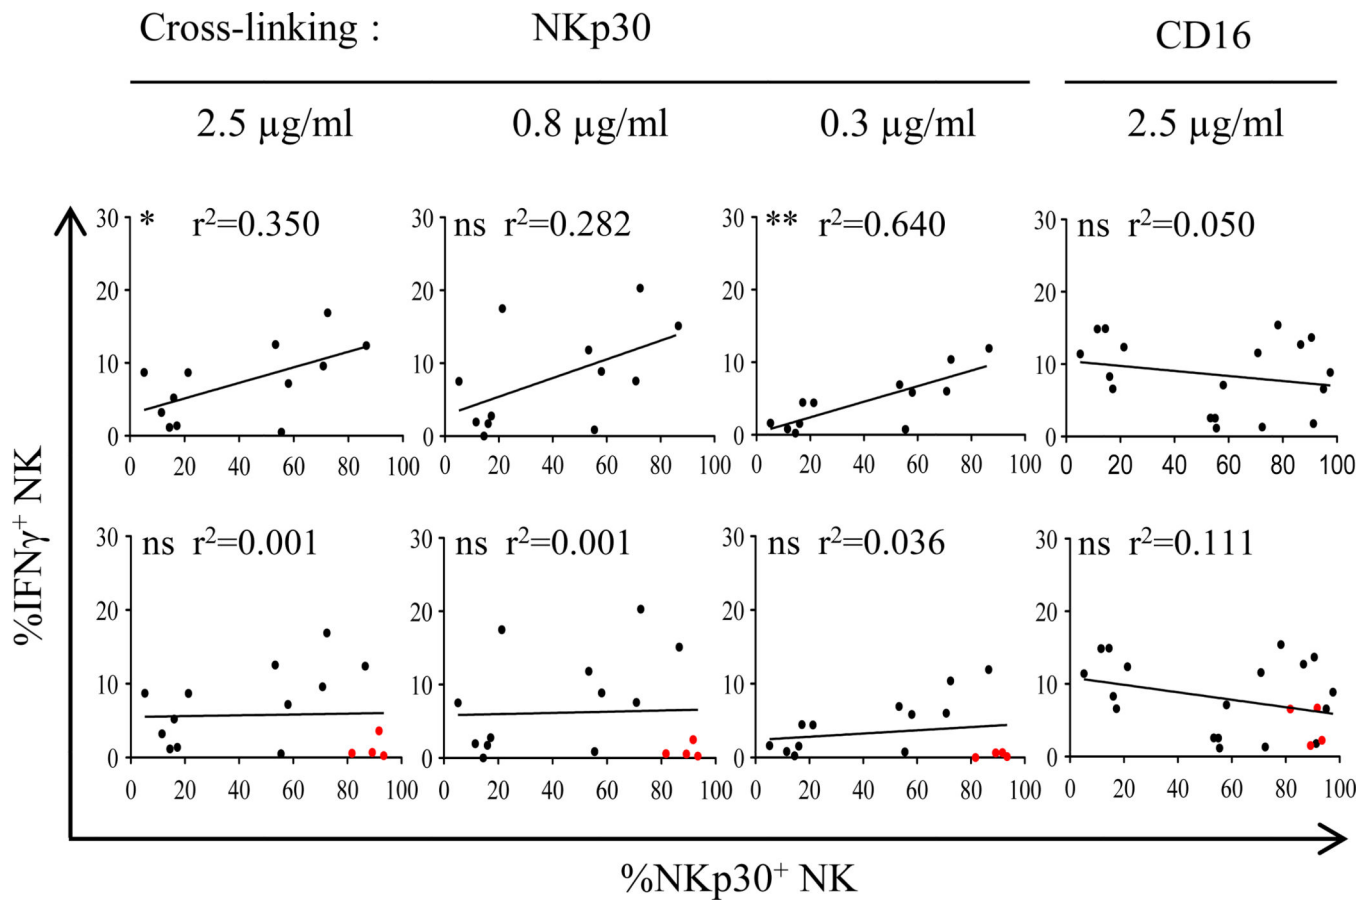 Cross-linking : NKp30 CD16
2.5 µg/ml 0.8 µg/ml 0.3 µg/ml 2.5 µg/ml
* r²=0.350 ns r²=0.282 ** r²=0.640 ns r²=0.050
30 30 30 30
20 20 20 20
10 10 10 10
0 0 0 0
0 20 40 60 80 100 0 20 40 60 80 100 0 20 40 60 80 100 0 20 40 60 80 100
%IFNγ⁺ NK
ns r²=0.001 ns r²=0.001 ns r²=0.036 ns r²=0.111
30 30 30 30
20 20 20 20
10 10 10 10
0 0 0 0
0 20 40 60 80 100 0 20 40 60 80 100 0 20 40 60 80 100 0 20 40 60 80 100
%NKp30⁺ NK